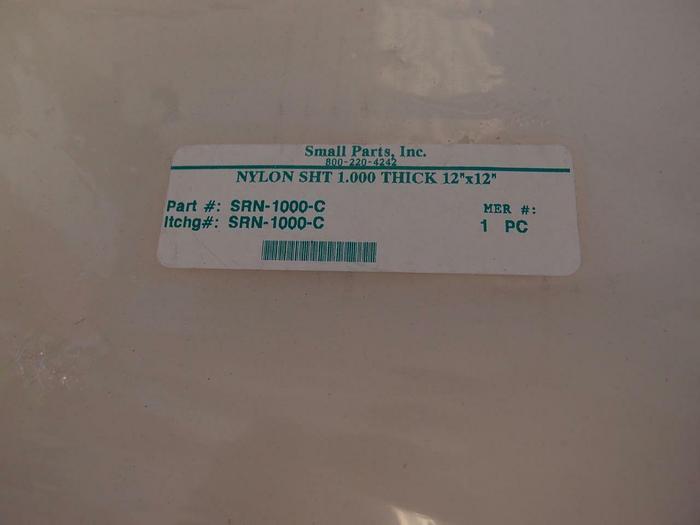 Small Parts, Inc.
800-220-4242
NYLON SHT 1.000 THICK 12"x12"
Part #: SRN-1000-C
MER #:
Itchg#: SRN-1000-C
1 PC